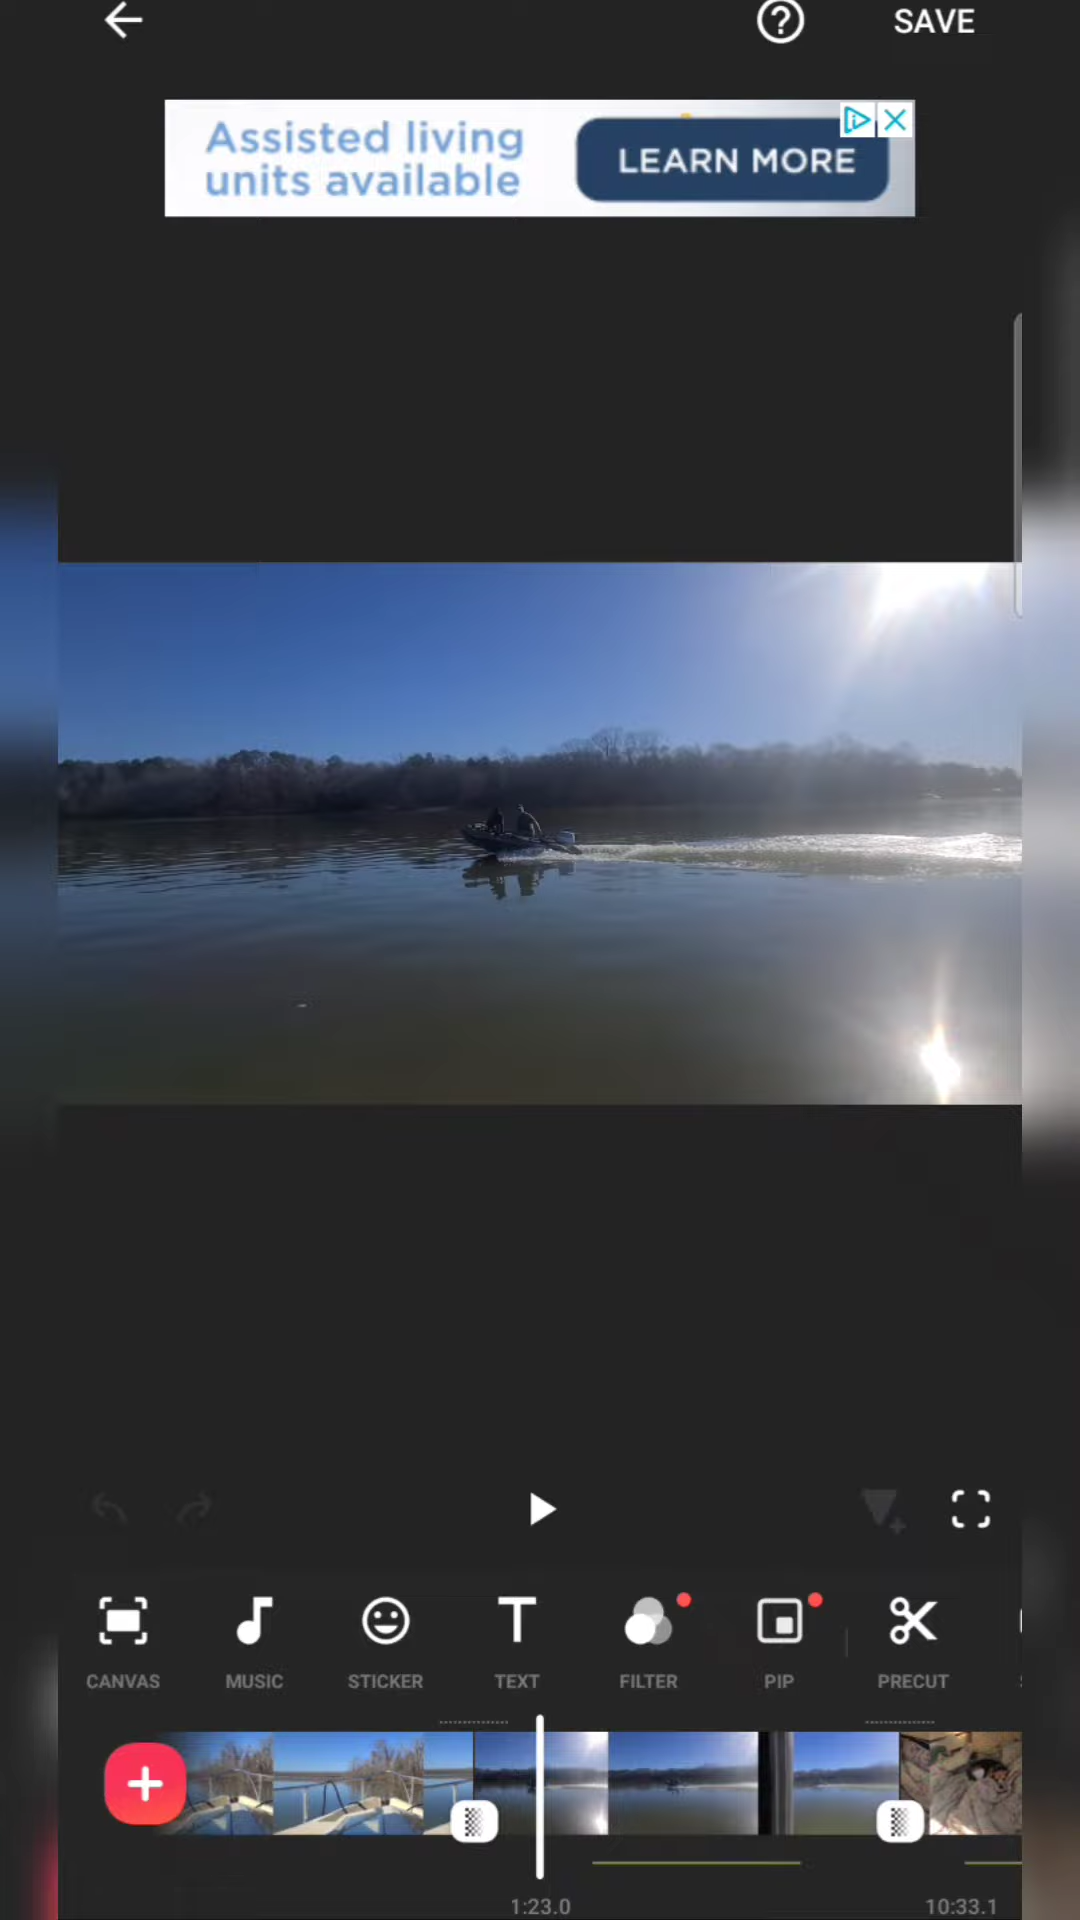 SAVE
Assisted living
units available
LEARN MORE
CANVAS
MUSIC
STICKER
TEXT
FILTER
PIP
PRECUT
1:23.0
10:33.1